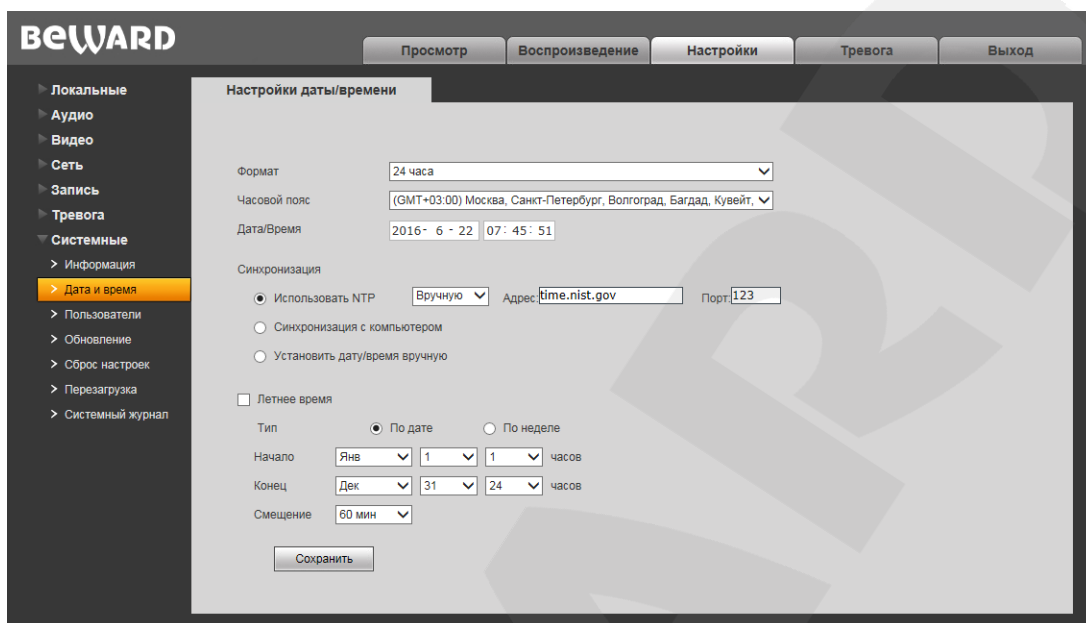 BEWARD
Просмотр Воспроизведение Настройки Тревога Выход
Локальные
Аудио
Видео
Сеть
Запись
Тревога
Системные
Информация
Дата и время
Пользователи
Обновление
Сброс настроек
Перезагрузка
Системный журнал
Настройки даты/времени
Формат 24 часа
Часовой пояс (GMT+03:00) Москва, Санкт-Петербург, Волгоград, Багдад, Кувейт,
Дата/Время 2016- 6 - 22 07: 45: 51
Синхронизация
Использовать NTP Вручную Адрес: time.nist.gov Порт: 123
Синхронизация с компьютером
Установить дату/время вручную
Летнее время
Тип По дате По неделе
Начало Янв 1 1 часов
Конец Дек 31 24 часов
Смещение 60 мин
Сохранить